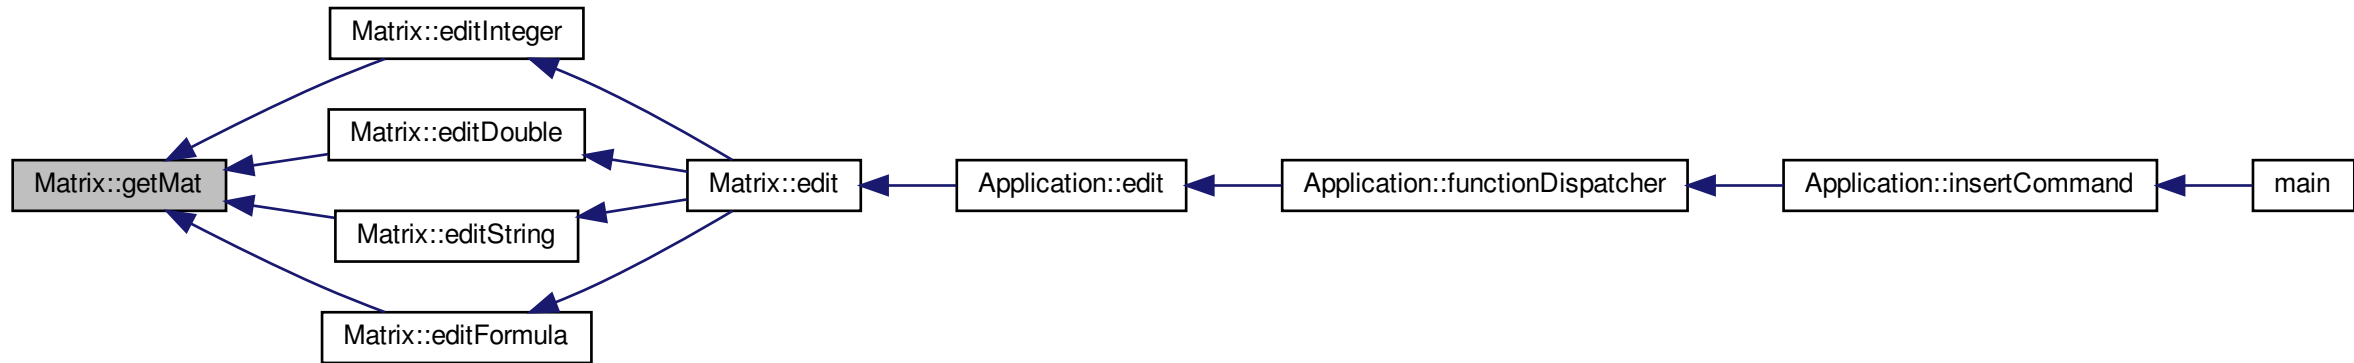 Matrix::editInteger
Matrix::editDouble
Matrix::getMat
Matrix::edit
Application::edit
Application::functionDispatcher
Application::insertCommand
main
Matrix::editString
Matrix::editFormula